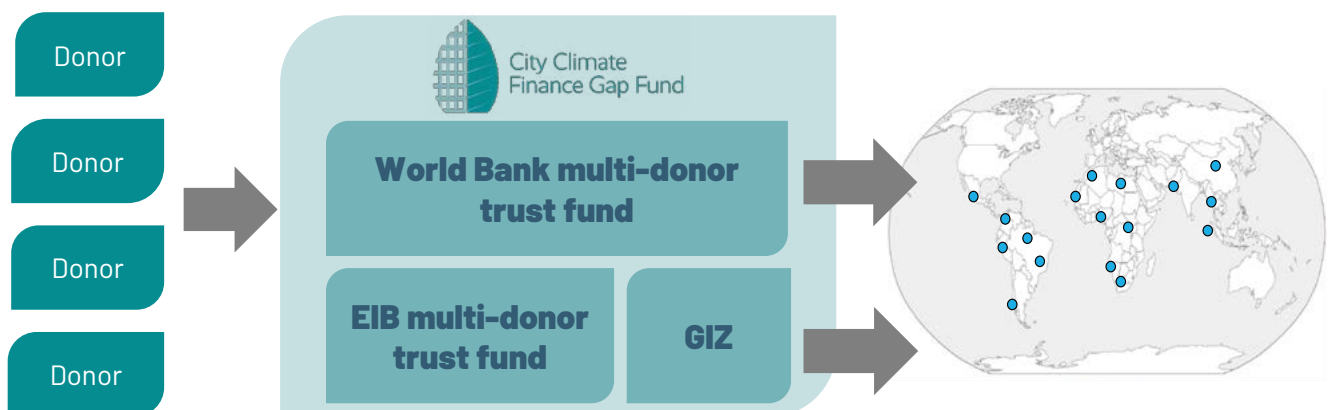 Donor
Donor
Donor
Donor
City Climate
Finance Gap Fund
World Bank multi-donor
trust fund
EIB multi-donor
trust fund
GIZ